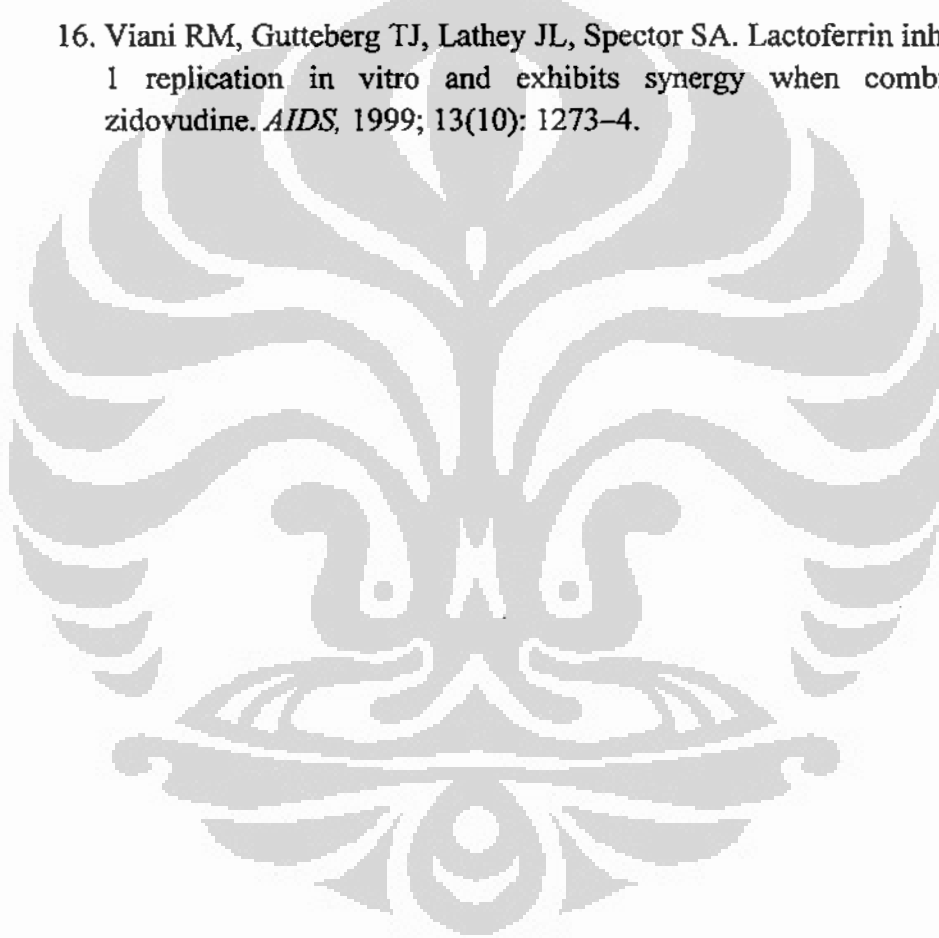 16. Viani RM, Gutteberg TJ, Lathey JL, Spector SA. Lactoferrin inh
1 replication in vitro and exhibits synergy when comb
zidovudine. AIDS, 1999; 13(10): 1273–4.